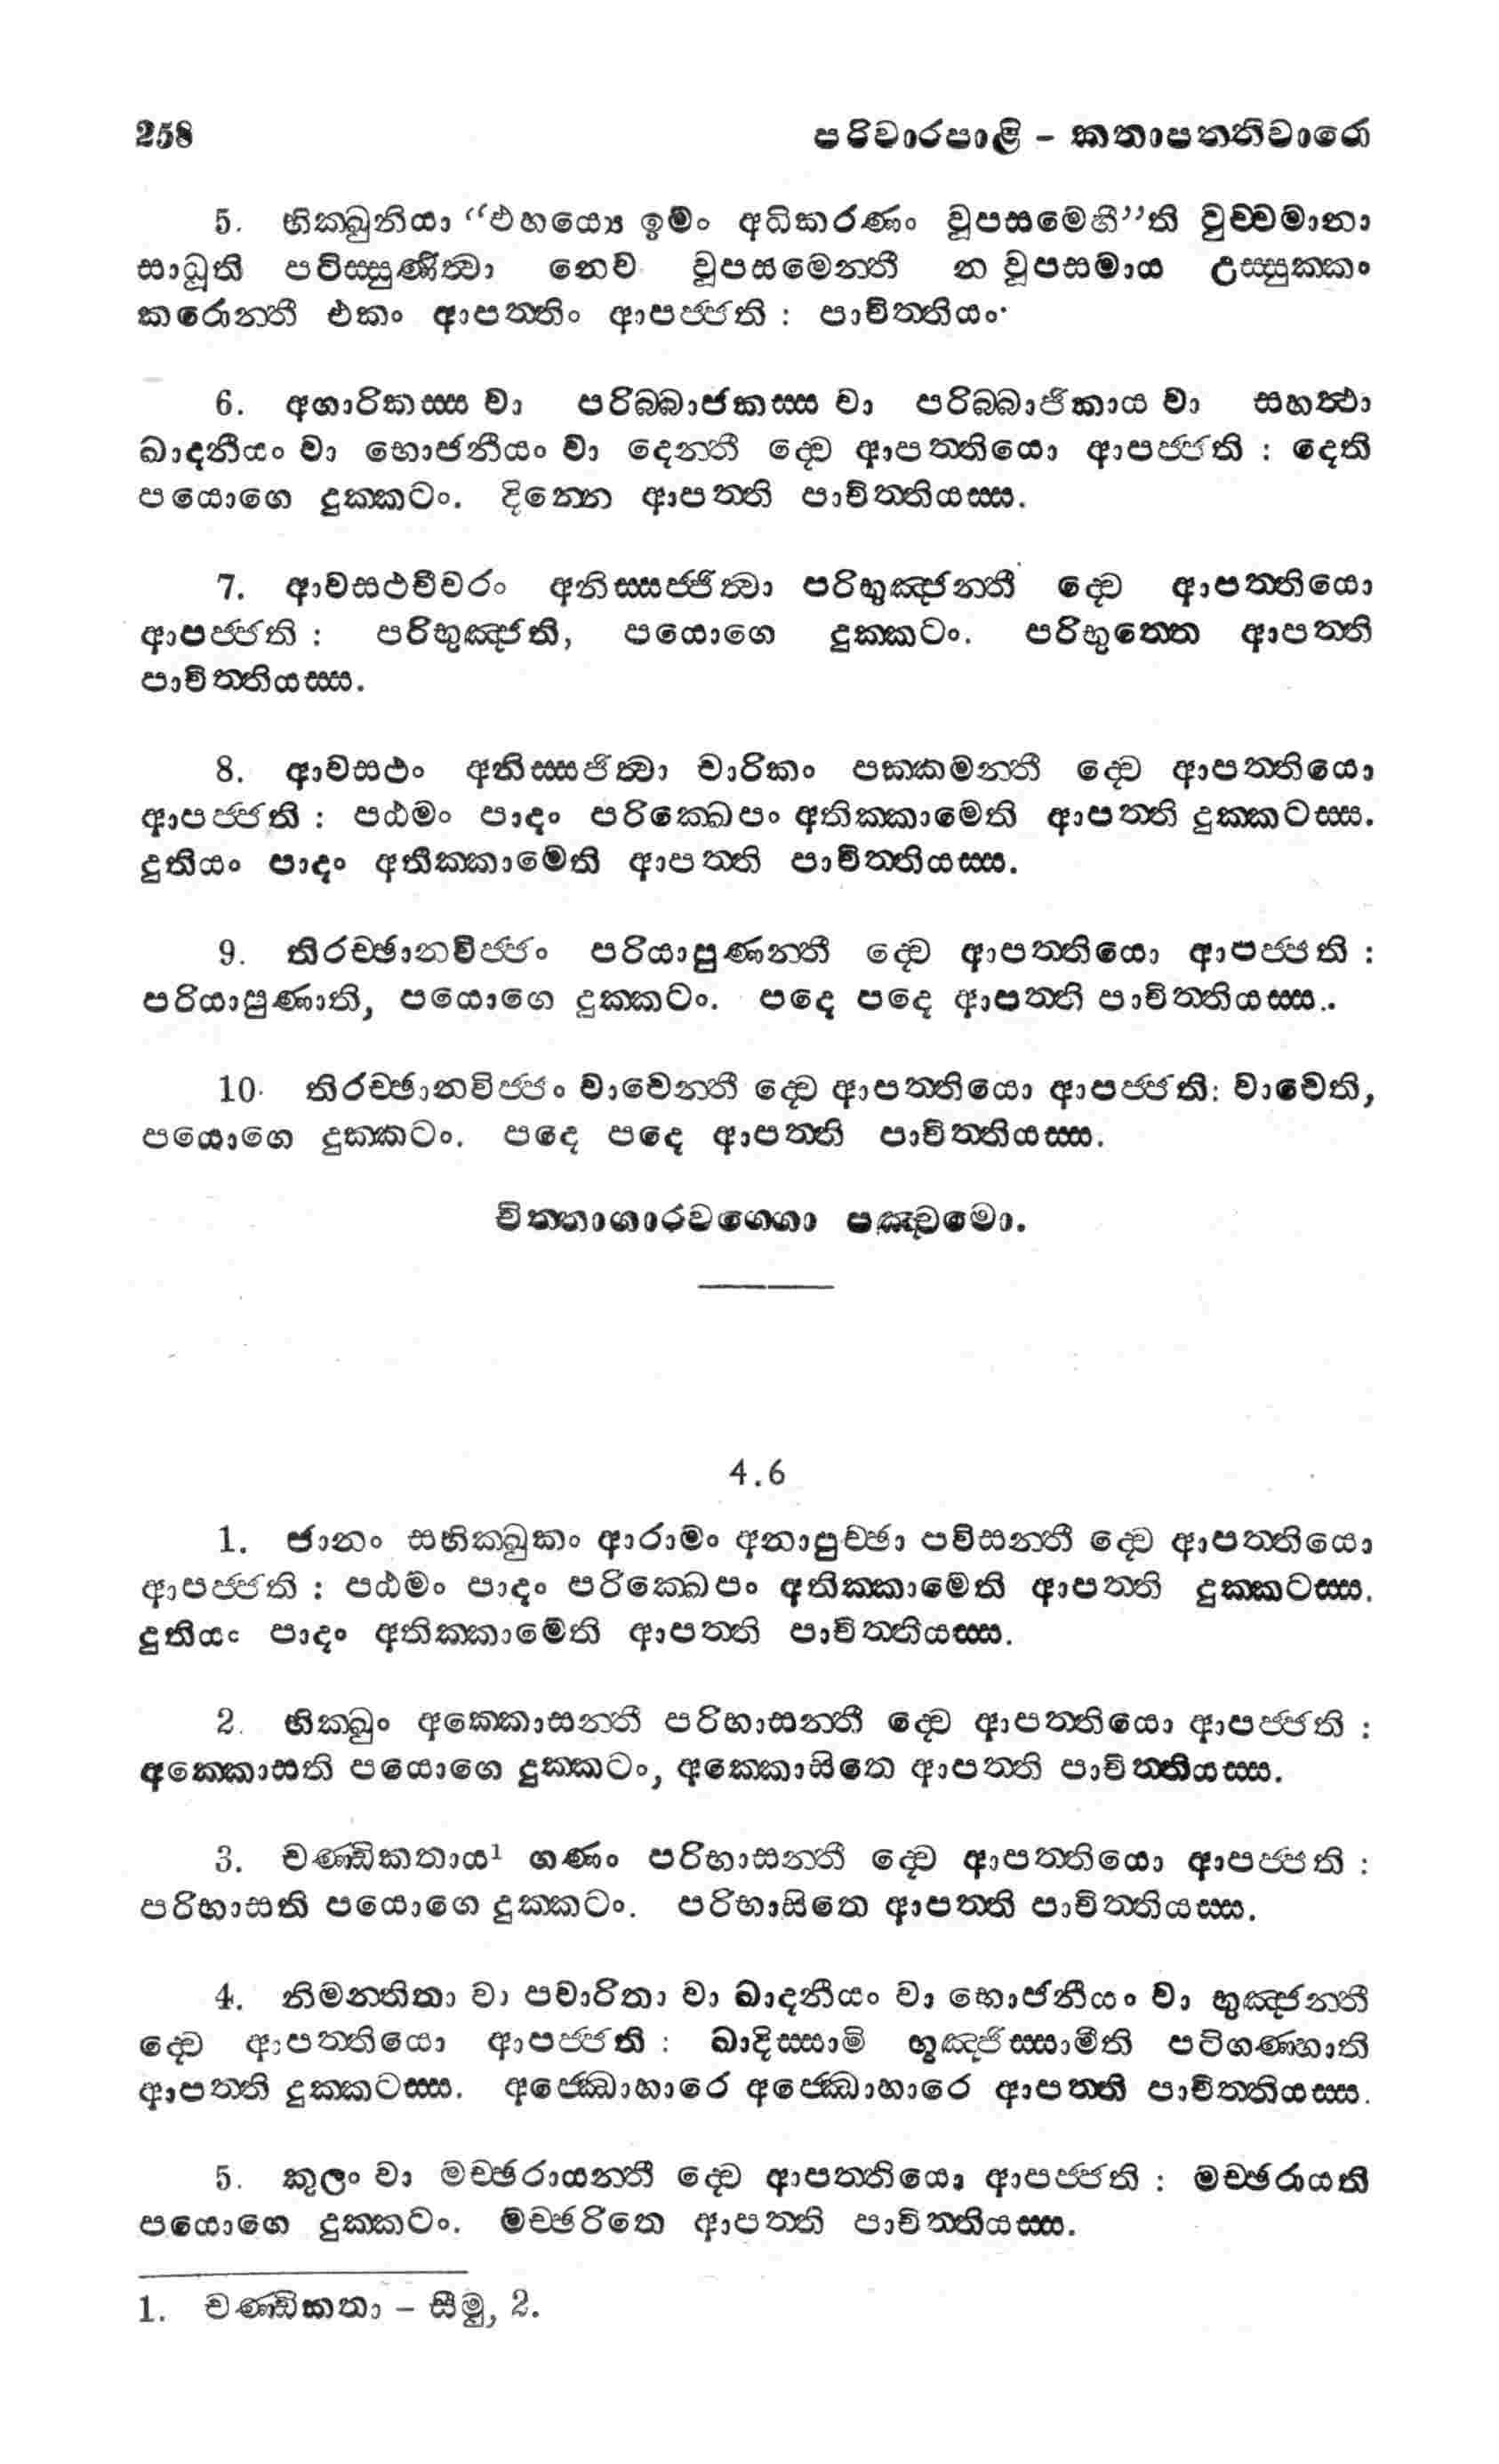 258 පරිවාරපාළි – කතාපත්තිවාරො
5. භික්ඛුනියා “එහය්යෙ ඉමං අධිකරණං වූපසමෙහී”ති වුච්චමානා
සාධූති පටිස්සුණිත්වා නෙව වූපසමෙන්තී න වූපසමාය උස්සුක්කං
කරොන්තී එකං ආපත්තිං ආපජ්ජති : පාචිත්තියං.
6. අගාරිකස්ස වා පරිබ්බාජකස්ස වා පරිබ්බාජිකාය වා සහත්ථා
ඛාදනීයං වා භොජනීයං වා දෙන්තී ද්වෙ ආපත්තියො ආපජ්ජති : දෙති
පයොගෙ දුක්කටං. දින්නෙ ආපත්ති පාචිත්තියස්ස.
7. ආවසථචීවරං අනිස්සජ්ජිත්වා පරිභුඤ්ජන්තී ද්වෙ ආපත්තියො
ආපජ්ජති : පරිභුඤ්ජති, පයොගෙ දුක්කටං. පරිභුත්තෙ ආපත්ති
පාචිත්තියස්ස.
8. ආවසථං අනිස්සජිත්වා චාරිකං පක්කමන්තී ද්වෙ ආපත්තියො
ආපජ්ජති : පඨමං පාදං පරික්ඛෙපං අතික්කාමෙති ආපත්ති දුක්කටස්ස.
දුතියං පාදං අතික්කාමෙති ආපත්ති පාචිත්තියස්ස.
9. තිරච්ඡානවිජ්ජං පරියාපුණන්තී ද්වෙ ආපත්තියො ආපජ්ජති :
පරියාපුණාති, පයොගෙ දුක්කටං. පදෙ පදෙ ආපත්ති පාචිත්තියස්ස..
10. තිරච්ඡානවිජ්ජං වාචෙන්තී ද්වෙ ආපත්තියො ආපජ්ජති: වාචෙති,
පයොගෙ දුක්කටං. පදෙ පදෙ ආපත්ති පාචිත්තියස්ස.
චිත්තාගාරවග්ගො පඤ්චමො.
4.6
1. ජානං සභික්ඛුකං ආරාමං අනාපුච්ඡා පවිසන්තී ද්වෙ ආපත්තියො
ආපජ්ජති : පඨමං පාදං පරික්ඛෙපං අතික්කාමෙති ආපත්ති දුක්කටස්ස.
දුතියං පාදං අතික්කාමෙති ආපත්ති පාචිත්තියස්ස.
2. භික්ඛුං අක්කොසන්තී පරිභාසන්තී ද්වෙ ආපත්තියො ආපජ්ජති :
අක්කොසති පයොගෙ දුක්කටං, අක්කොසිතෙ ආපත්ති පාචිත්තියස්ස.
3. චණ්ඩිකතාය¹ ගණං පරිභාසන්තී ද්වෙ ආපත්තියො ආපජ්ජති :
පරිභාසති පයොගෙ දුක්කටං. පරිභාසිතෙ ආපත්ති පාචිත්තියස්ස.
4. නිමන්තිතා වා පවාරිතා වා ඛාදනීයං වා භොජනීයං වා භුඤ්ජන්තී
ද්වෙ ආපත්තියො ආපජ්ජති : ඛාදිස්සාමි භූඤ්ජිස්සාමීති පටිගණ්හාති
ආපත්ති දුක්කටස්ස. අජ්ඣොහාරෙ අජ්ඣොහාරෙ ආපත්ති පාචිත්තියස්ස.
5. කුලං වා මච්ඡරායන්තී ද්වෙ ආපත්තියො ආපජ්ජති : මච්ඡරායති
පයොගෙ දුක්කටං. මච්ඡරිතෙ ආපත්ති පාචිත්තියස්ස.
1. චණ්ඩිකතා – සීමු, 2.